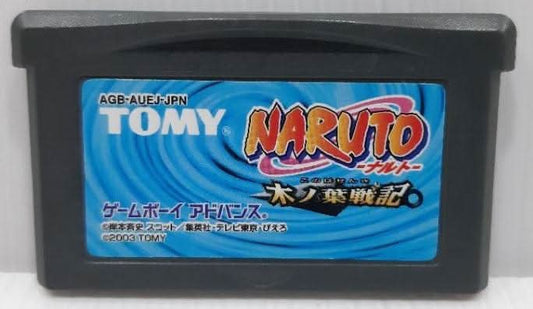 AGB-AUEJ-JPN
TOMY®
NARUTO
-ナルト-
このはせんき
木ノ葉戦記
ゲームボーイ アドバンス®
©岸本斉史 スコット/集英社・テレビ東京・ぴえろ
©2003 TOMY